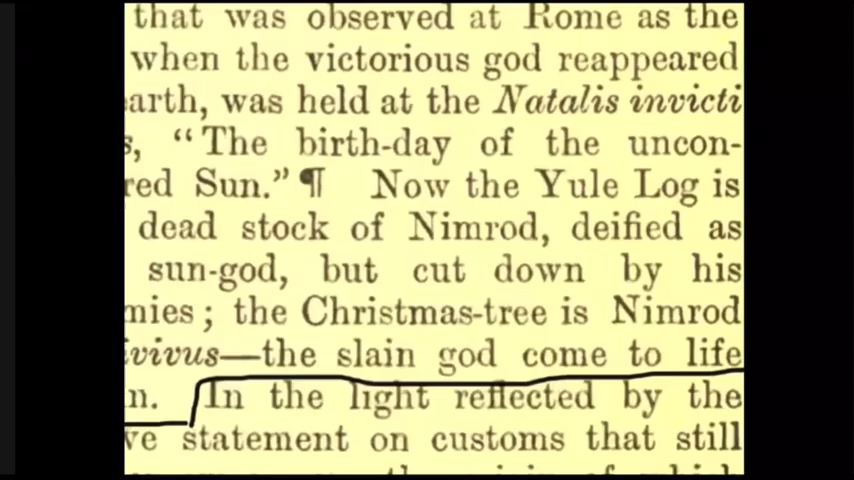 that was observed at Rome as the
when the victorious god reappeared
earth, was held at the Natalis invicti
s, “The birth-day of the uncon-
red Sun.”¶ Now the Yule Log is
dead stock of Nimrod, deified as
sun-god, but cut down by his
mies; the Christmas-tree is Nimrod
vivus—the slain god come to life
n. In the light reflected by the
ve statement on customs that still